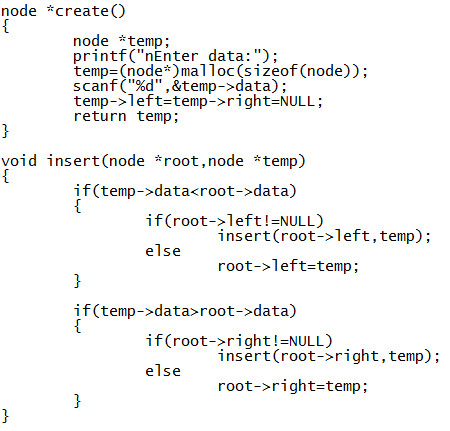 node *create()
{
        node *temp;
        printf("nEnter data:");
        temp=(node*)malloc(sizeof(node));
        scanf("%d",&temp->data);
        temp->left=temp->right=NULL;
        return temp;
}

void insert(node *root,node *temp)
{
        if(temp->data<root->data)
        {
                if(root->left!=NULL)
                        insert(root->left,temp);
                else
                        root->left=temp;
        }

        if(temp->data>root->data)
        {
                if(root->right!=NULL)
                        insert(root->right,temp);
                else
                        root->right=temp;
        }
}